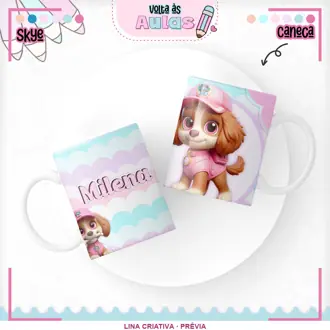 VOLTA ÀS
Aulas
Skye
Caneca
Milena
LINA CRIATIVA - PRÉVIA